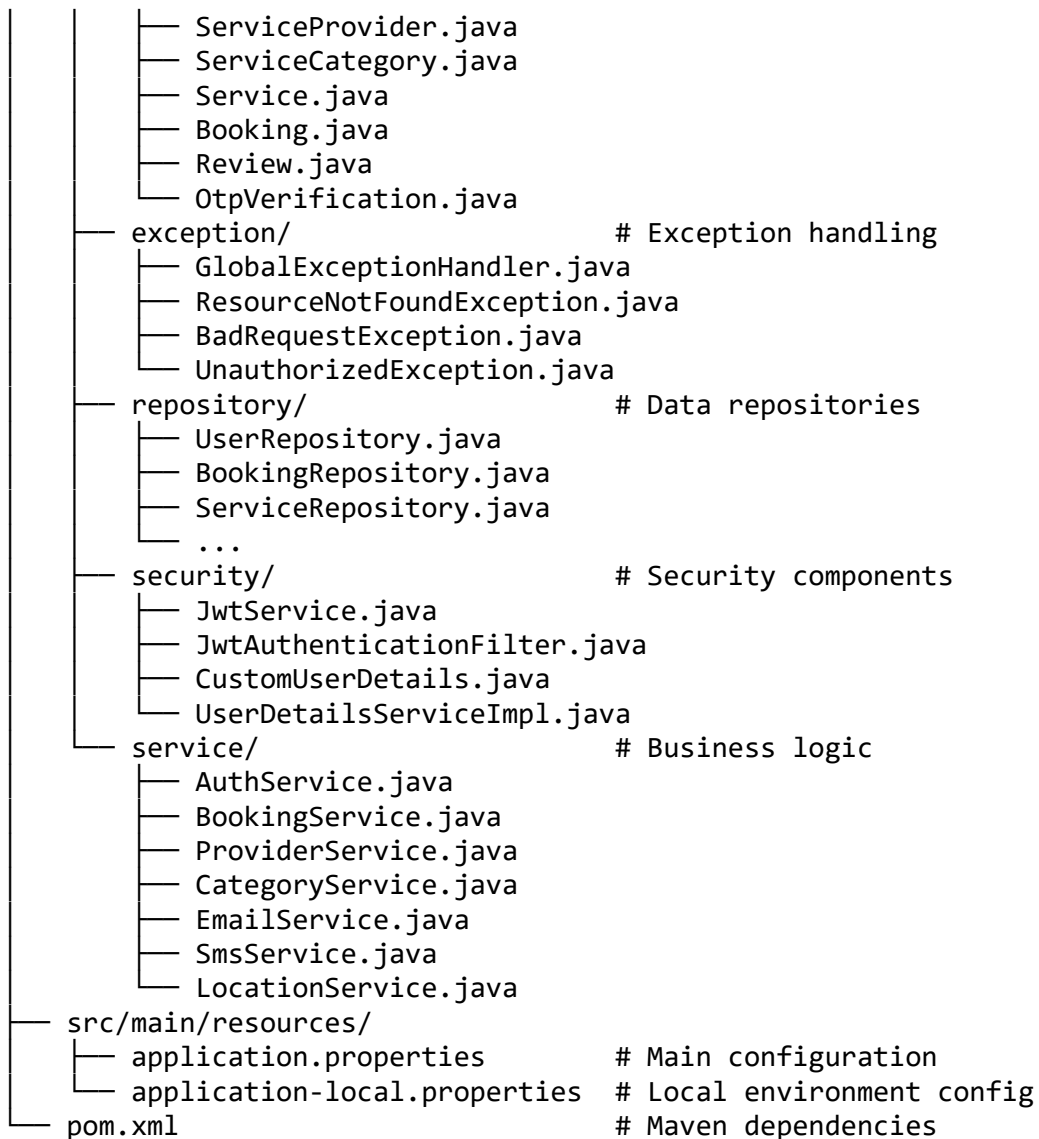 │   │   │   ├── ServiceProvider.java
│   │   │   ├── ServiceCategory.java
│   │   │   ├── Service.java
│   │   │   ├── Booking.java
│   │   │   ├── Review.java
│   │   │   └── OtpVerification.java
│   │   ├── exception/                    # Exception handling
│   │   │   ├── GlobalExceptionHandler.java
│   │   │   ├── ResourceNotFoundException.java
│   │   │   ├── BadRequestException.java
│   │   │   └── UnauthorizedException.java
│   │   ├── repository/                   # Data repositories
│   │   │   ├── UserRepository.java
│   │   │   ├── BookingRepository.java
│   │   │   ├── ServiceRepository.java
│   │   │   └── ...
│   │   ├── security/                     # Security components
│   │   │   ├── JwtService.java
│   │   │   ├── JwtAuthenticationFilter.java
│   │   │   ├── CustomUserDetails.java
│   │   │   └── UserDetailsServiceImpl.java
│   │   └── service/                      # Business logic
│   │       ├── AuthService.java
│   │       ├── BookingService.java
│   │       ├── ProviderService.java
│   │       ├── CategoryService.java
│   │       ├── EmailService.java
│   │       ├── SmsService.java
│   │       └── LocationService.java
├── src/main/resources/
│   ├── application.properties        # Main configuration
│   └── application-local.properties  # Local environment config
└── pom.xml                           # Maven dependencies